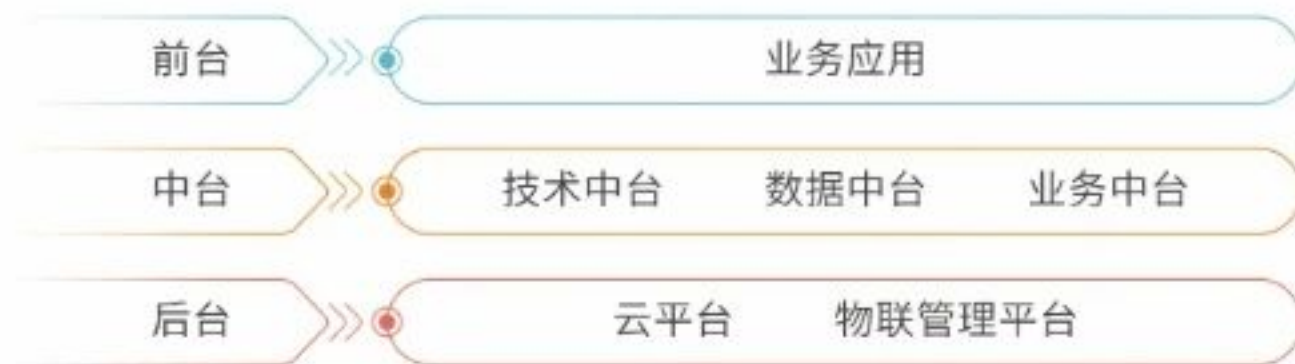 前台 业务应用
中台 技术中台 数据中台 业务中台
后台 云平台 物联管理平台